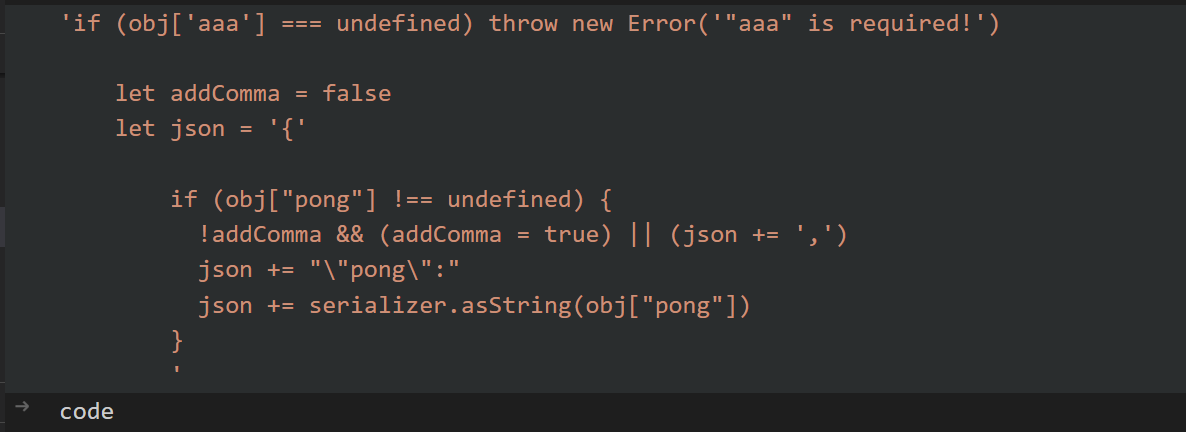 'if (obj['aaa'] === undefined) throw new Error('"aaa" is required!')
let addComma = false
let json = '{'
if (obj["pong"] !== undefined) {
!addComma && (addComma = true) || (json += ',')
json += "\"pong\":"
json += serializer.asString(obj["pong"])
}
'
→ code